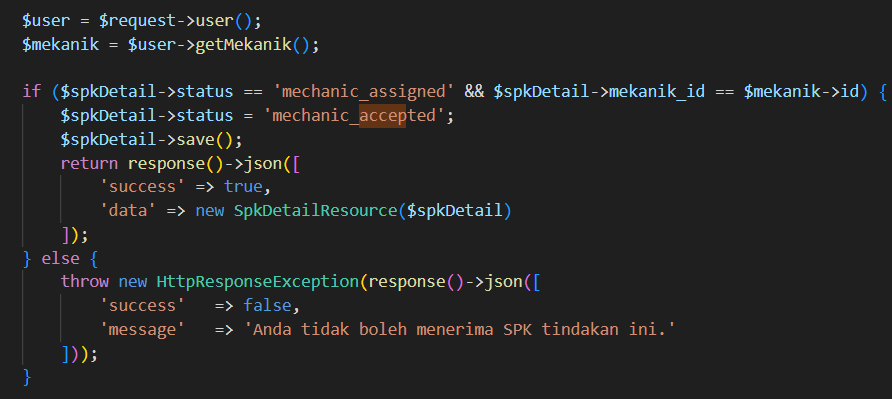 $user = $request->user();
$mekanik = $user->getMekanik();

if ($spkDetail->status == 'mechanic_assigned' && $spkDetail->mekanik_id == $mekanik->id) {
    $spkDetail->status = 'mechanic_accepted';
    $spkDetail->save();
    return response()->json([
        'success' => true,
        'data' => new SpkDetailResource($spkDetail)
    ]);
} else {
    throw new HttpResponseException(response()->json([
        'success'   => false,
        'message'   => 'Anda tidak boleh menerima SPK tindakan ini.'
    ]));
}